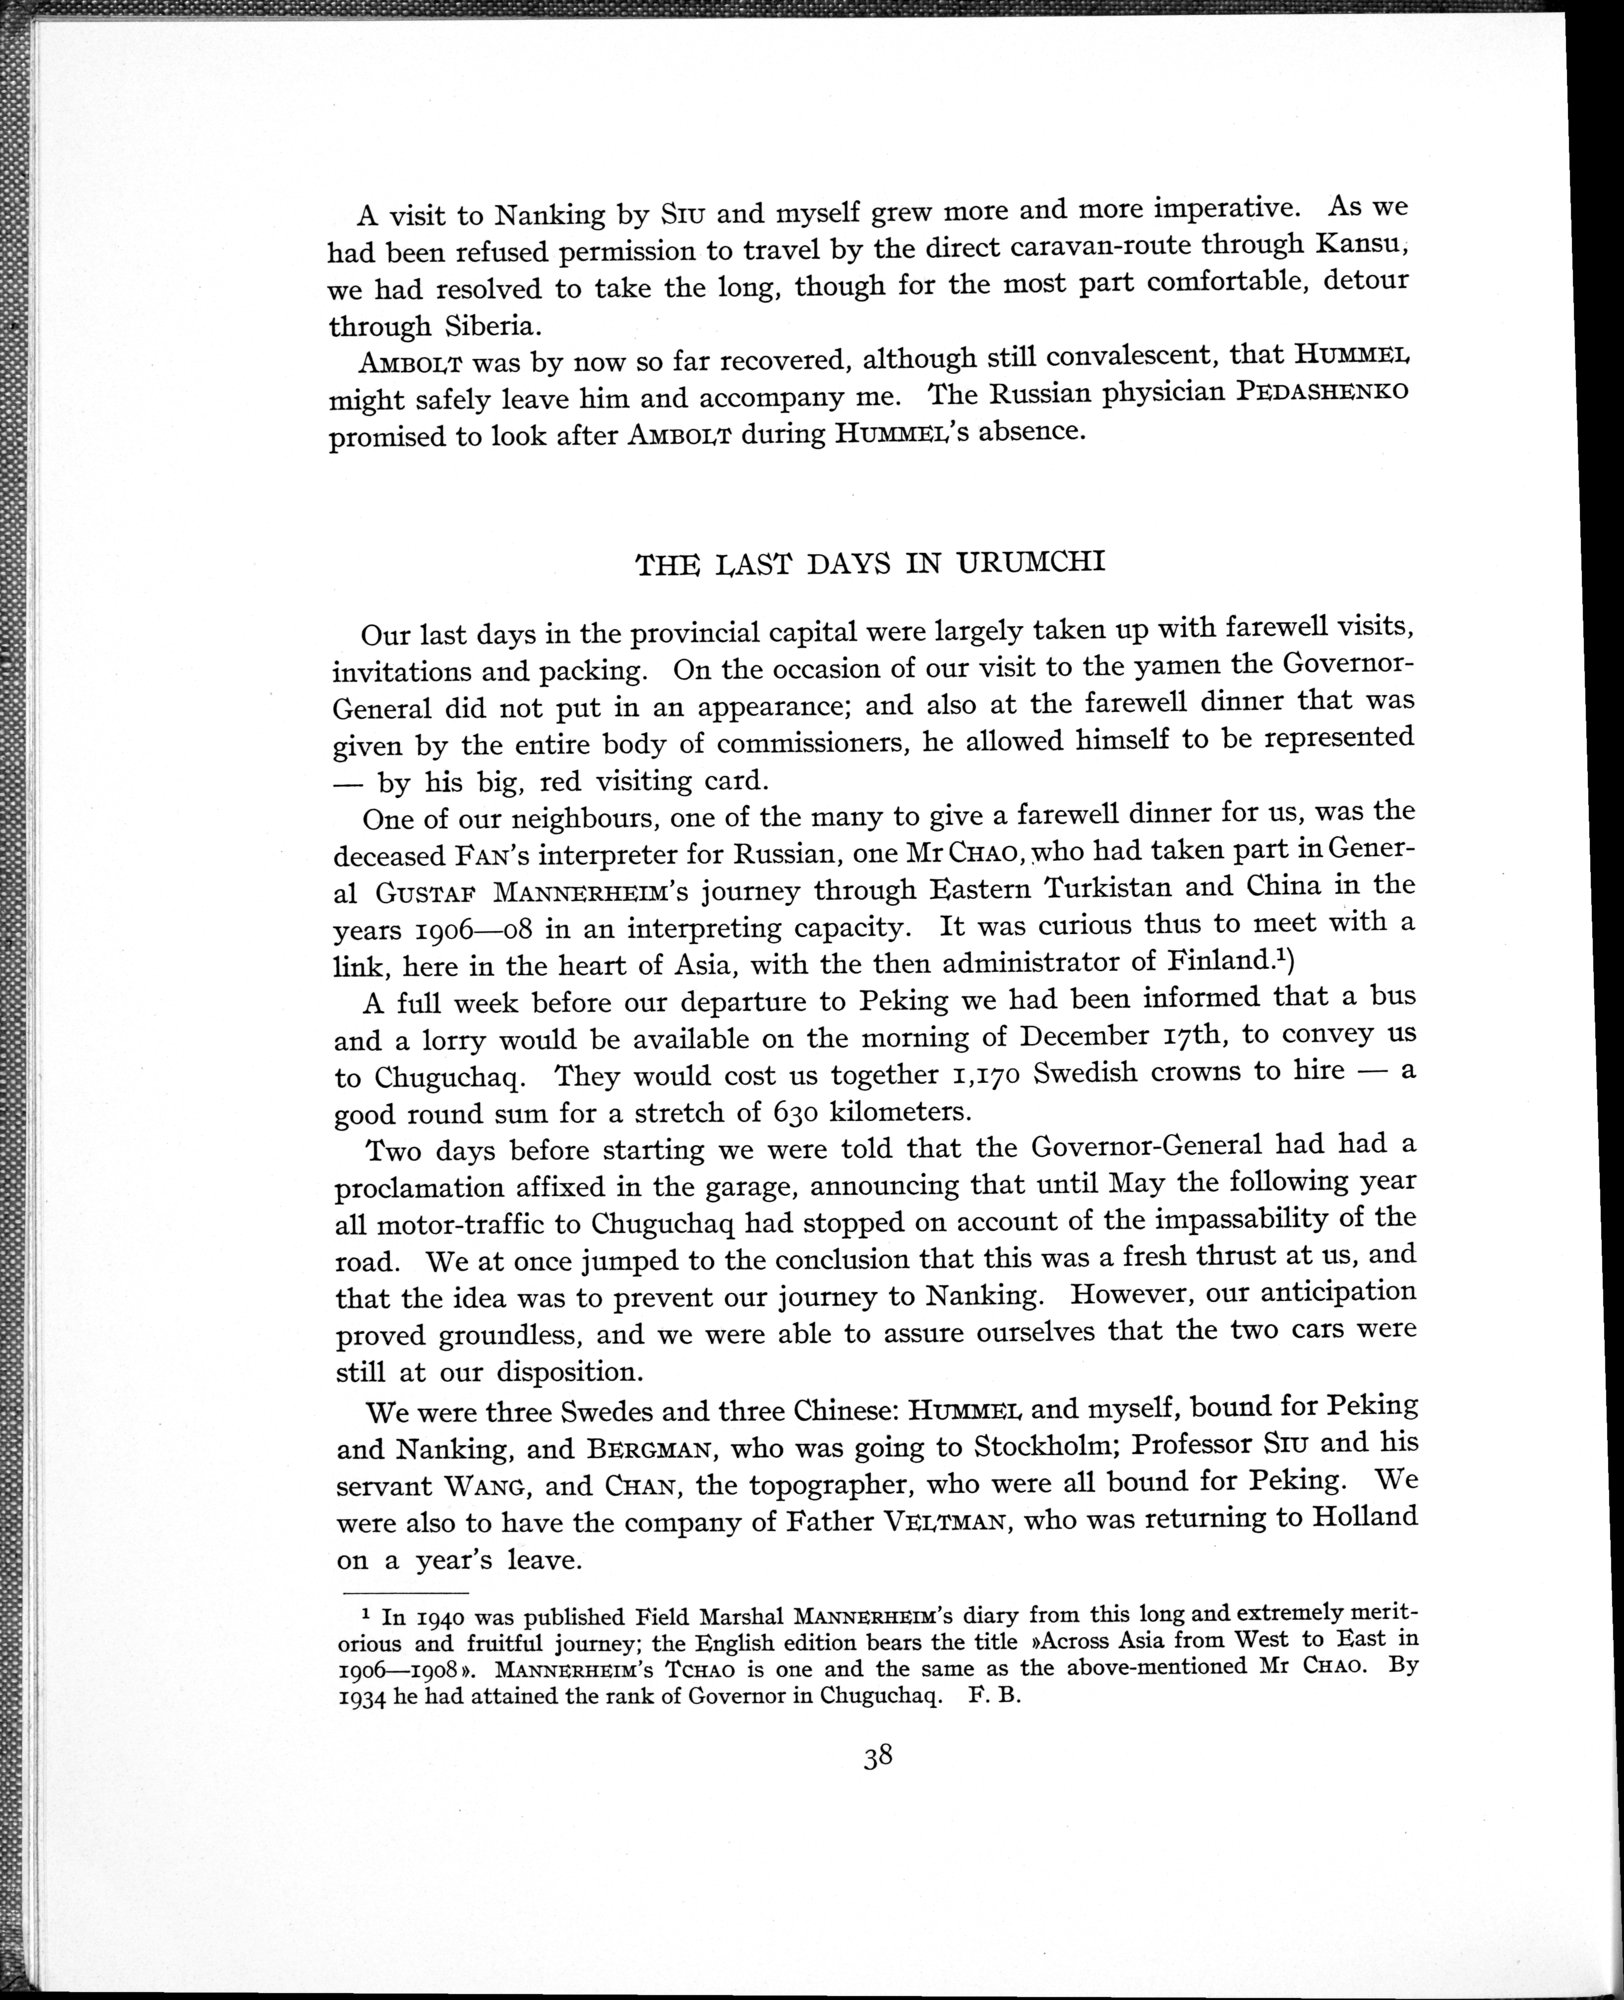 A visit to Nanking by SIU and myself grew more and more imperative. As we
had been refused permission to travel by the direct caravan-route through Kansu,
we had resolved to take the long, though for the most part comfortable, detour
through Siberia.
AMBOLT was by now so far recovered, although still convalescent, that HUMMEL
might safely leave him and accompany me. The Russian physician PEDASHENKO
promised to look after AMBOLT during HUMMEL's absence.
THE LAST DAYS IN URUMCHI
Our last days in the provincial capital were largely taken up with farewell visits,
invitations and packing. On the occasion of our visit to the yamen the Governor-
General did not put in an appearance; and also at the farewell dinner that was
given by the entire body of commissioners, he allowed himself to be represented
— by his big, red visiting card.
One of our neighbours, one of the many to give a farewell dinner for us, was the
deceased FAN's interpreter for Russian, one Mr CHAO, who had taken part in Gener-
al GUSTAF MANNERHEIM's journey through Eastern Turkistan and China in the
years 1906—08 in an interpreting capacity. It was curious thus to meet with a
link, here in the heart of Asia, with the then administrator of Finland.¹)
A full week before our departure to Peking we had been informed that a bus
and a lorry would be available on the morning of December 17th, to convey us
to Chuguchaq. They would cost us together 1,170 Swedish crowns to hire — a
good round sum for a stretch of 630 kilometers.
Two days before starting we were told that the Governor-General had had a
proclamation affixed in the garage, announcing that until May the following year
all motor-traffic to Chuguchaq had stopped on account of the impassability of the
road. We at once jumped to the conclusion that this was a fresh thrust at us, and
that the idea was to prevent our journey to Nanking. However, our anticipation
proved groundless, and we were able to assure ourselves that the two cars were
still at our disposition.
We were three Swedes and three Chinese: HUMMEL and myself, bound for Peking
and Nanking, and BERGMAN, who was going to Stockholm; Professor SIU and his
servant WANG, and CHAN, the topographer, who were all bound for Peking. We
were also to have the company of Father VELTMAN, who was returning to Holland
on a year's leave.
¹ In 1940 was published Field Marshal MANNERHEIM's diary from this long and extremely merit-
orious and fruitful journey; the English edition bears the title »Across Asia from West to East in
1906—1908». MANNERHEIM's TCHAO is one and the same as the above-mentioned Mr CHAO. By
1934 he had attained the rank of Governor in Chuguchaq. F. B.
38